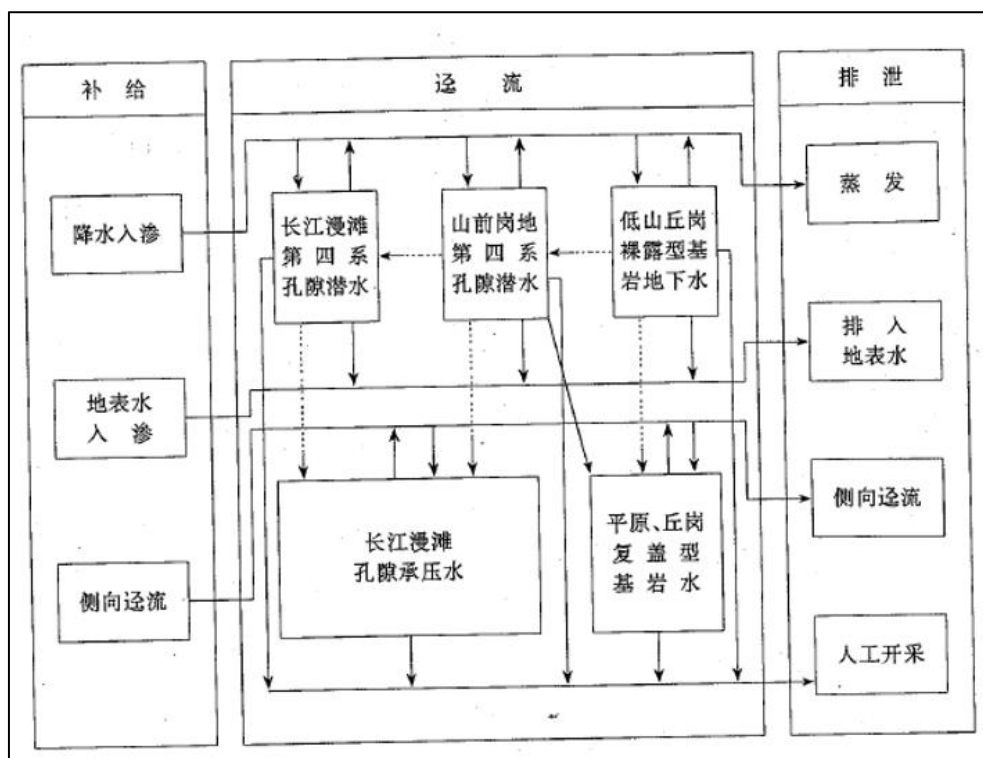 补给
迳流
排泄
降水入渗
地表水
入渗
侧向迳流
长江漫滩
第四系
孔隙潜水
山前岗地
第四系
孔隙潜水
低山丘岗
裸露型基
岩地下水
长江漫滩
孔隙承压水
平原、丘岗
复盖型
基岩水
蒸发
排入
地表水
侧向迳流
人工开采